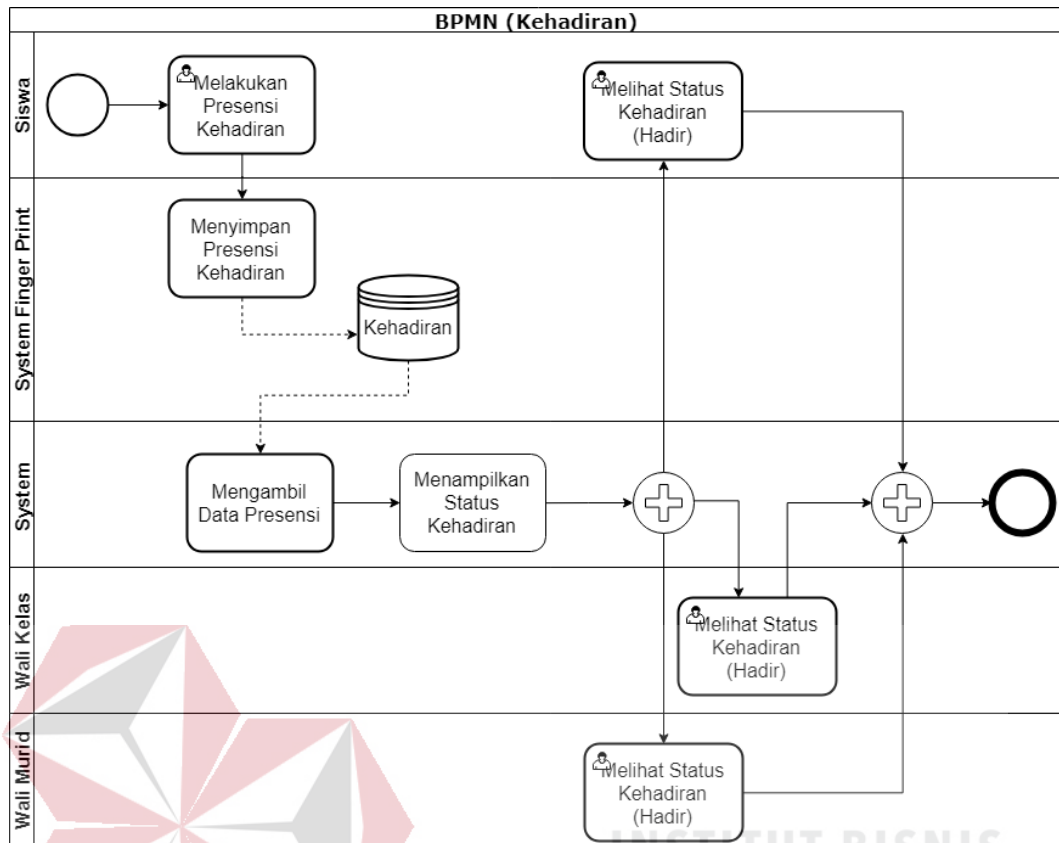 BPMN (Kehadiran)
Siswa
Melakukan
Presensi
Kehadiran
Melihat Status
Kehadiran
(Hadir)
System Finger Print
Menyimpan
Presensi
Kehadiran
Kehadiran
System
Mengambil
Data Presensi
Menampilkan
Status
Kehadiran
Wali Kelas
Melihat Status
Kehadiran
(Hadir)
Wali Murid
Melihat Status
Kehadiran
(Hadir)
INSTITUT BISNIS